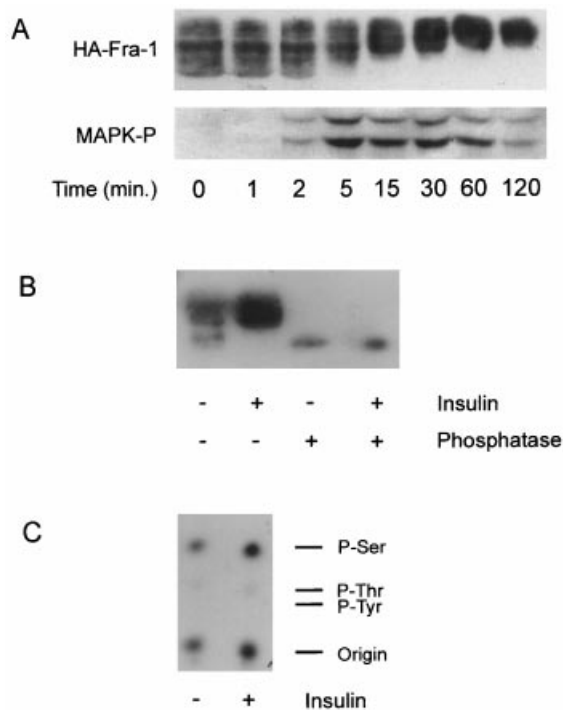 A
HA-Fra-1
MAPK-P
Time (min.) 0 1 2 5 15 30 60 120
B
- + - + Insulin
- - + + Phosphatase
C
P-Ser
P-Thr
P-Tyr
Origin
- + Insulin